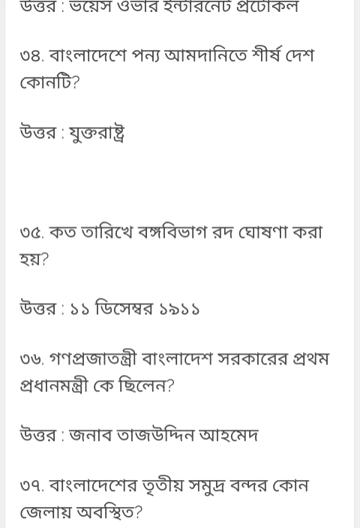 উত্তর : ভয়েস ওভার ইন্টারনেট প্রটোকল
৩৪. বাংলাদেশে পন্য আমদানিতে শীর্ষ দেশ
কোনটি?
উত্তর : যুক্তরাষ্ট্র
৩৫. কত তারিখে বঙ্গবিভাগ রদ ঘোষণা করা
হয়?
উত্তর : ১১ ডিসেম্বর ১৯১১
৩৬. গণপ্রজাতন্ত্রী বাংলাদেশ সরকারের প্রথম
প্রধানমন্ত্রী কে ছিলেন?
উত্তর : জনাব তাজউদ্দিন আহমেদ
৩৭. বাংলাদেশের তৃতীয় সমুদ্র বন্দর কোন
জেলায় অবস্থিত?